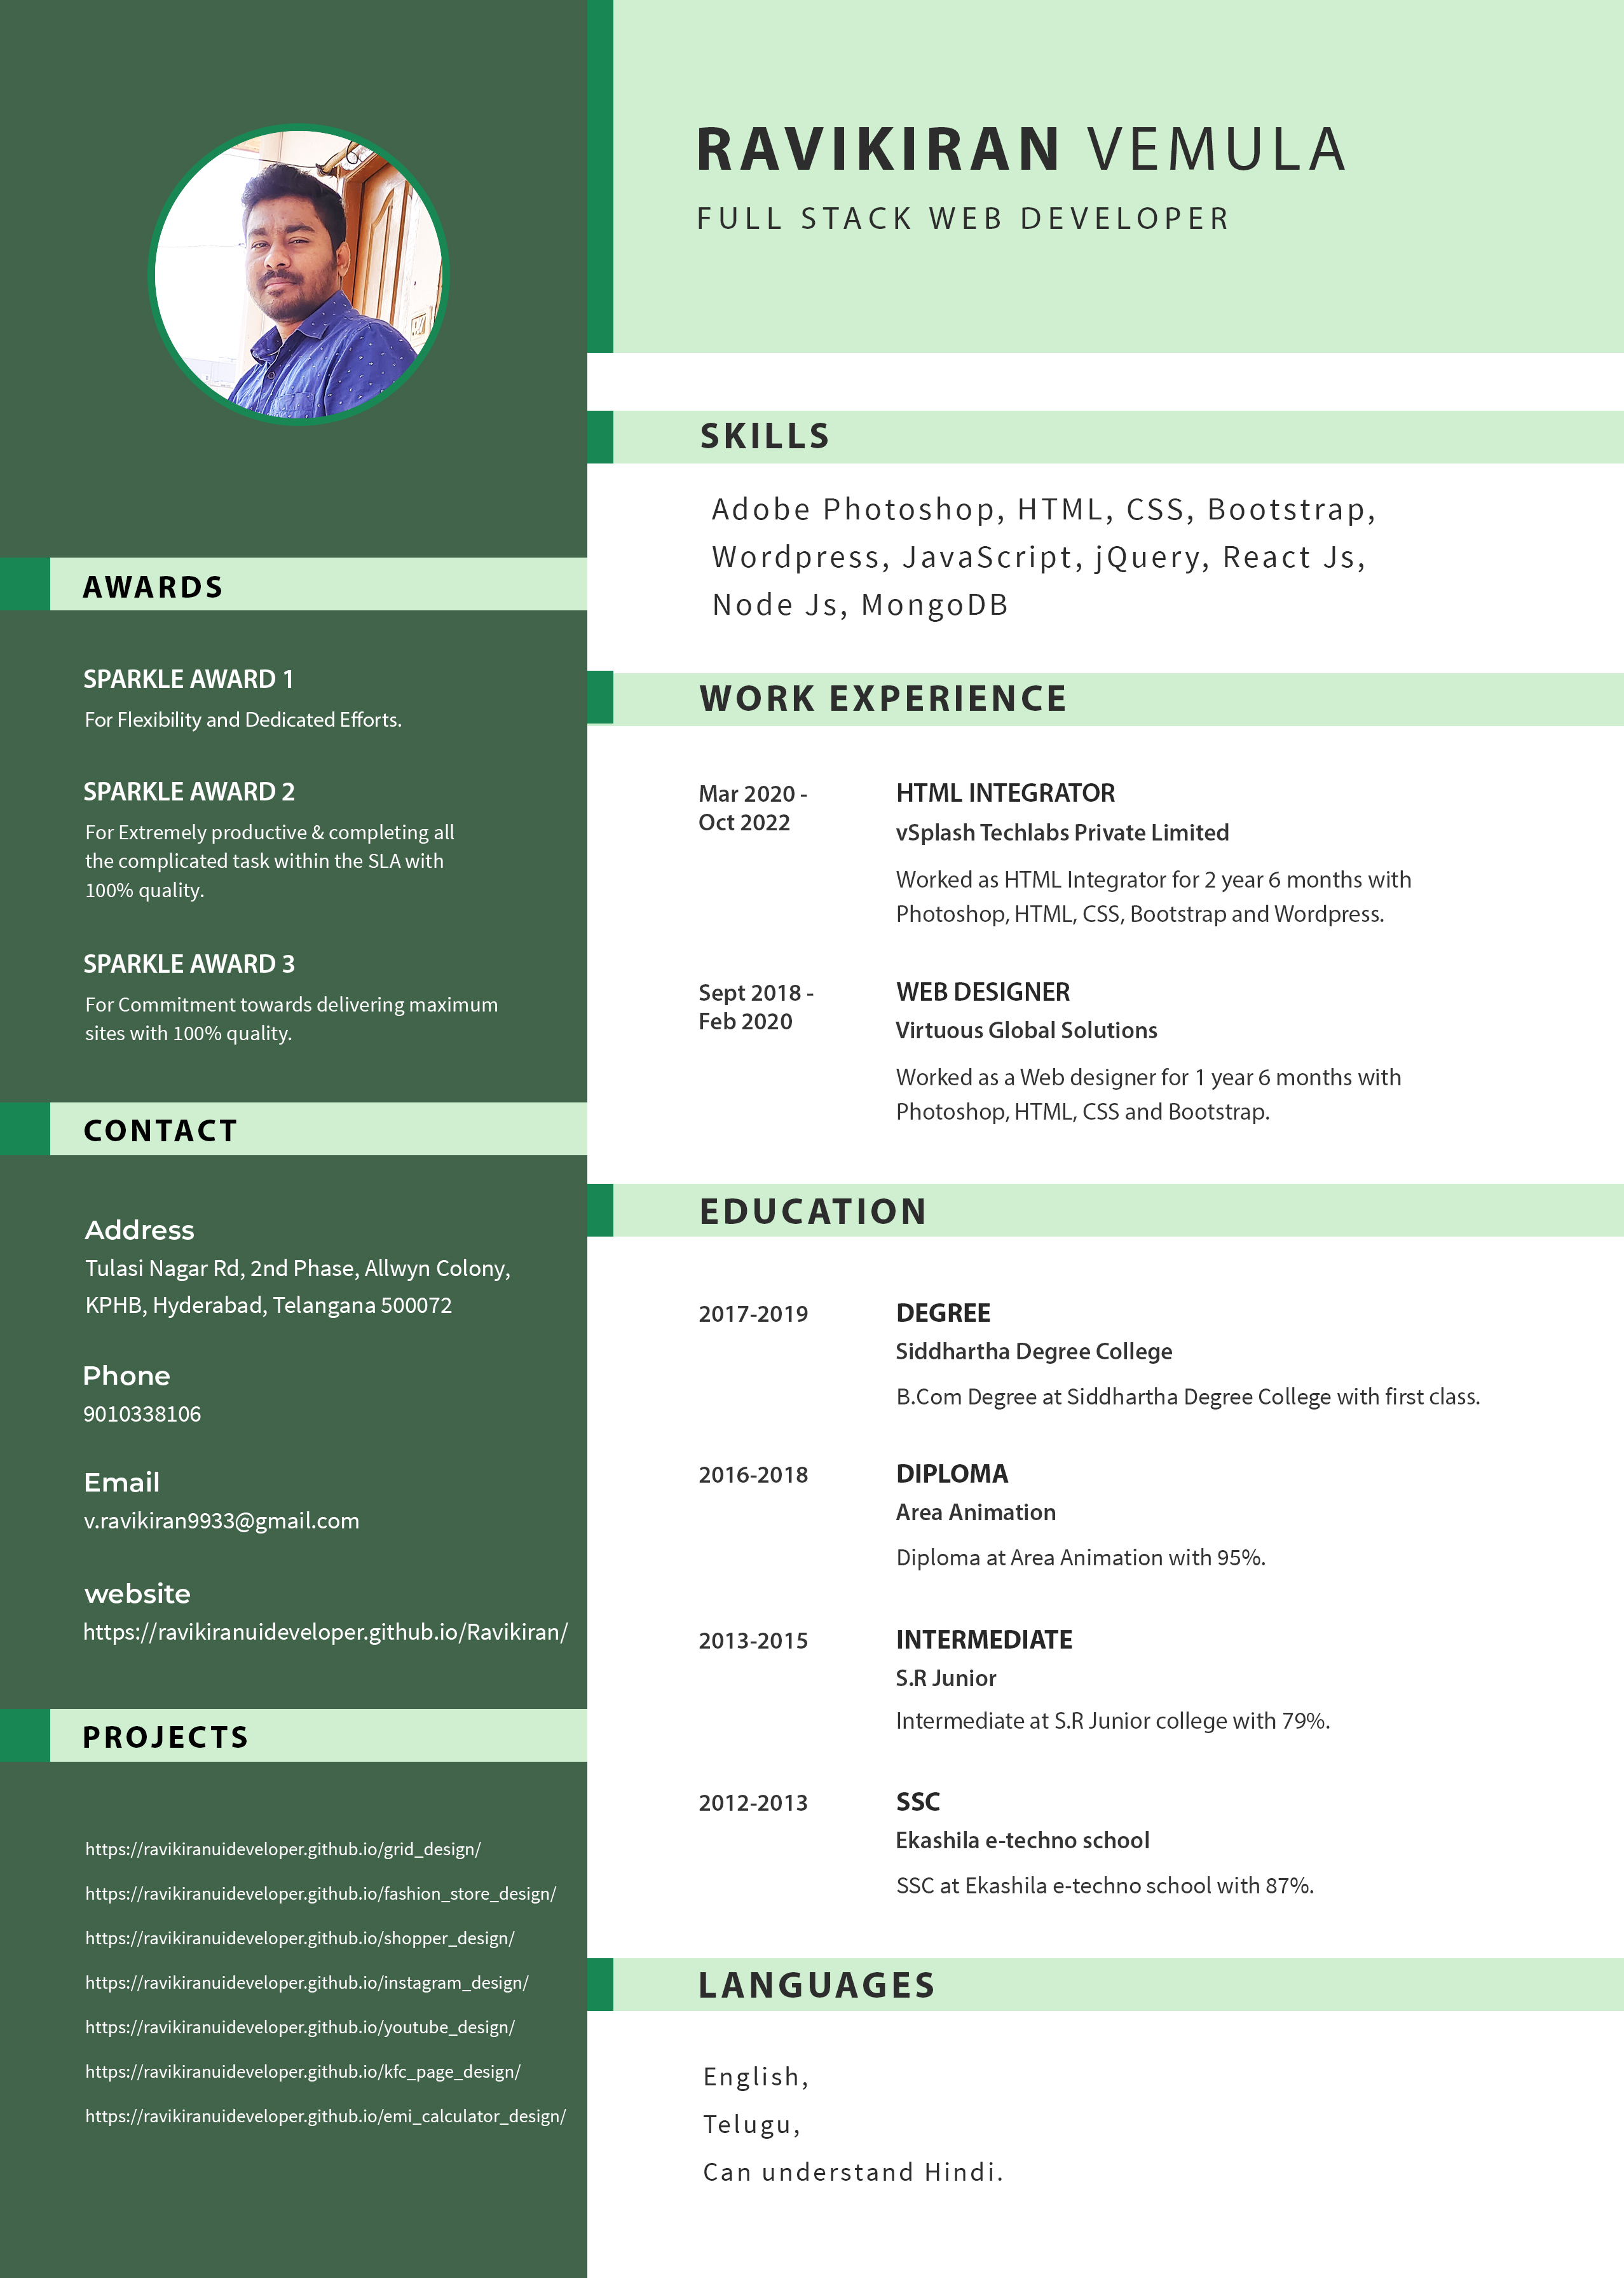 RAVIKIRAN VEMULA
FULL STACK WEB DEVELOPER
AWARDS
SPARKLE AWARD 1
For Flexibility and Dedicated Efforts.
SPARKLE AWARD 2
For Extremely productive & completing all
the complicated task within the SLA with
100% quality.
SPARKLE AWARD 3
For Commitment towards delivering maximum
sites with 100% quality.
CONTACT
Address
Tulasi Nagar Rd, 2nd Phase, Allwyn Colony,
KPHB, Hyderabad, Telangana 500072
Phone
9010338106
Email
v.ravikiran9933@gmail.com
website
https://ravikiranuideveloper.github.io/Ravikiran/
PROJECTS
https://ravikiranuideveloper.github.io/grid_design/
https://ravikiranuideveloper.github.io/fashion_store_design/
https://ravikiranuideveloper.github.io/shopper_design/
https://ravikiranuideveloper.github.io/instagram_design/
https://ravikiranuideveloper.github.io/youtube_design/
https://ravikiranuideveloper.github.io/kfc_page_design/
https://ravikiranuideveloper.github.io/emi_calculator_design/
SKILLS
Adobe Photoshop, HTML, CSS, Bootstrap,
Wordpress, JavaScript, jQuery, React Js,
Node Js, MongoDB
WORK EXPERIENCE
Mar 2020 -
Oct 2022
HTML INTEGRATOR
vSplash Techlabs Private Limited
Worked as HTML Integrator for 2 year 6 months with
Photoshop, HTML, CSS, Bootstrap and Wordpress.
Sept 2018 -
Feb 2020
WEB DESIGNER
Virtuous Global Solutions
Worked as a Web designer for 1 year 6 months with
Photoshop, HTML, CSS and Bootstrap.
EDUCATION
2017-2019
DEGREE
Siddhartha Degree College
B.Com Degree at Siddhartha Degree College with first class.
2016-2018
DIPLOMA
Area Animation
Diploma at Area Animation with 95%.
2013-2015
INTERMEDIATE
S.R Junior
Intermediate at S.R Junior college with 79%.
2012-2013
SSC
Ekashila e-techno school
SSC at Ekashila e-techno school with 87%.
LANGUAGES
English,
Telugu,
Can understand Hindi.